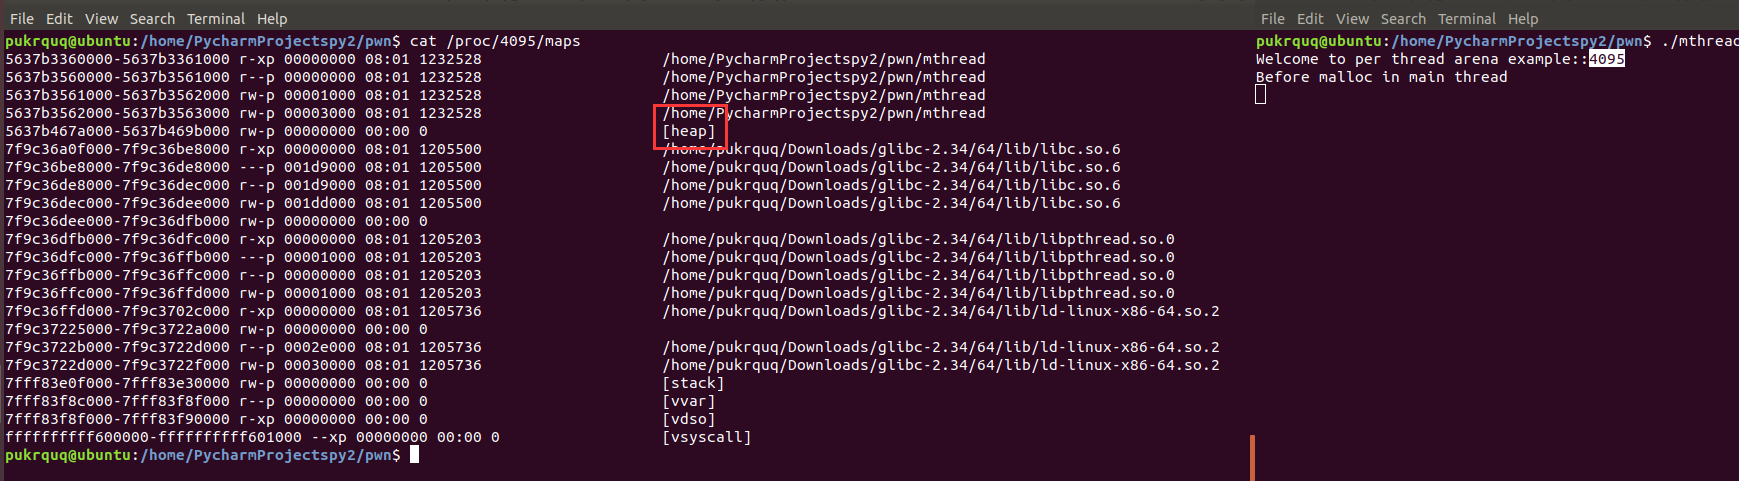 File Edit View Search Terminal Help
pukrquq@ubuntu:/home/PycharmProjectspy2/pwn$ cat /proc/4095/maps
5637b3360000-5637b3361000 r-xp 00000000 08:01 1232528 /home/PycharmProjectspy2/pwn/mthread
5637b3560000-5637b3561000 r--p 00000000 08:01 1232528 /home/PycharmProjectspy2/pwn/mthread
5637b3561000-5637b3562000 rw-p 00001000 08:01 1232528 /home/PycharmProjectspy2/pwn/mthread
5637b3562000-5637b3563000 rw-p 00003000 08:01 1232528 /home/PycharmProjectspy2/pwn/mthread
5637b467a000-5637b469b000 rw-p 00000000 00:00 0 [heap]
7f9c36a0f000-7f9c36be8000 r-xp 00000000 08:01 1205500 /home/pukrquq/Downloads/glibc-2.34/64/lib/libc.so.6
7f9c36be8000-7f9c36de8000 ---p 001d9000 08:01 1205500 /home/pukrquq/Downloads/glibc-2.34/64/lib/libc.so.6
7f9c36de8000-7f9c36dec000 r--p 001d9000 08:01 1205500 /home/pukrquq/Downloads/glibc-2.34/64/lib/libc.so.6
7f9c36dec000-7f9c36dee000 rw-p 001dd000 08:01 1205500 /home/pukrquq/Downloads/glibc-2.34/64/lib/libc.so.6
7f9c36dee000-7f9c36dfb000 rw-p 00000000 00:00 0
7f9c36dfb000-7f9c36dfc000 r-xp 00000000 08:01 1205203 /home/pukrquq/Downloads/glibc-2.34/64/lib/libpthread.so.0
7f9c36dfc000-7f9c36ffb000 ---p 00001000 08:01 1205203 /home/pukrquq/Downloads/glibc-2.34/64/lib/libpthread.so.0
7f9c36ffb000-7f9c36ffc000 r--p 00000000 08:01 1205203 /home/pukrquq/Downloads/glibc-2.34/64/lib/libpthread.so.0
7f9c36ffc000-7f9c36ffd000 rw-p 00001000 08:01 1205203 /home/pukrquq/Downloads/glibc-2.34/64/lib/libpthread.so.0
7f9c36ffd000-7f9c3702c000 r-xp 00000000 08:01 1205736 /home/pukrquq/Downloads/glibc-2.34/64/lib/ld-linux-x86-64.so.2
7f9c37225000-7f9c3722a000 rw-p 00000000 00:00 0
7f9c3722b000-7f9c3722d000 r--p 0002e000 08:01 1205736 /home/pukrquq/Downloads/glibc-2.34/64/lib/ld-linux-x86-64.so.2
7f9c3722d000-7f9c3722f000 rw-p 00030000 08:01 1205736 /home/pukrquq/Downloads/glibc-2.34/64/lib/ld-linux-x86-64.so.2
7fff83e0f000-7fff83e30000 rw-p 00000000 00:00 0 [stack]
7fff83f8c000-7fff83f8f000 r--p 00000000 00:00 0 [vvar]
7fff83f8f000-7fff83f90000 r-xp 00000000 00:00 0 [vdso]
ffffffffff600000-ffffffffff601000 --xp 00000000 00:00 0 [vsyscall]
pukrquq@ubuntu:/home/PycharmProjectspy2/pwn$
File Edit View Search Terminal Help
pukrquq@ubuntu:/home/PycharmProjectspy2/pwn$ ./mthread
Welcome to per thread arena example::4095
Before malloc in main thread